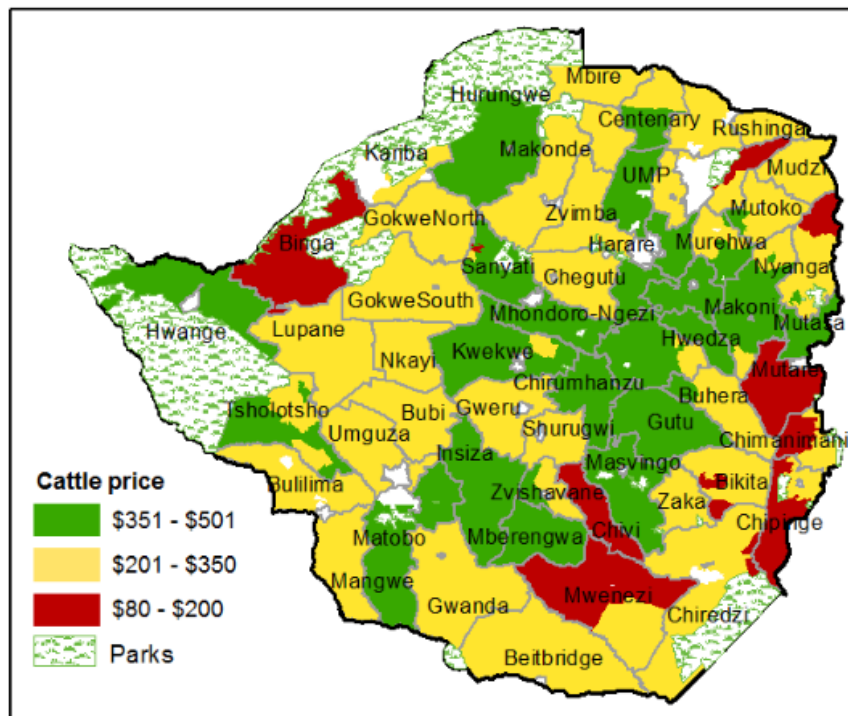 Mbire
Hurungwe
Centenary
Rushinga
Kariba
Makonde
UMP
Mudzi
Mutoko
GokweNorth
Zvimba
Binga
Harare
Murehwa
Sanyati
Chegutu
Nyanga
GokweSouth
Mhondoro-Ngezi
Makoni
Mutasa
Hwange
Lupane
Hwedza
Nkayi
Kwekwe
Mutare
Chirumhanzu
Buhera
Tsholotsho
Bubi
Gweru
Gutu
Umguza
Shurugwi
Chimanimani
Insiza
Masvingo
Bulilima
Zvishavane
Bikita
Zaka
Chipinge
Matobo
Mberengwa
Chivi
Mangwe
Mwenezi
Gwanda
Chiredzi
Beitbridge
Cattle price
$351 - $501
$201 - $350
$80 - $200
Parks